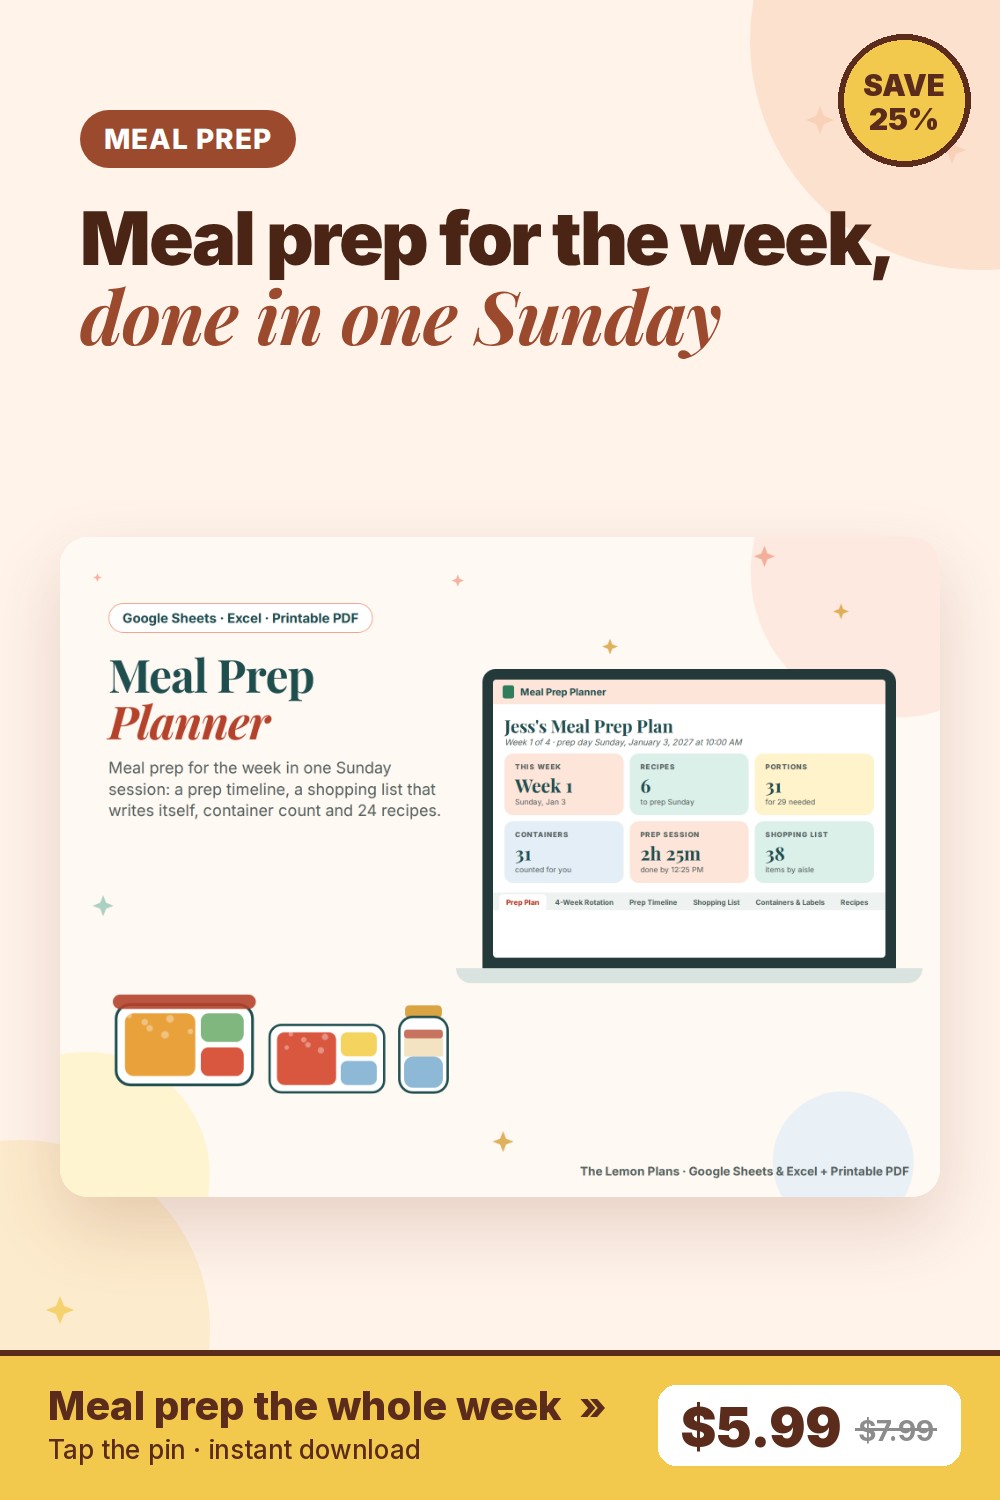 SAVE
25%
MEAL PREP
Meal prep for the week,
done in one Sunday
Google Sheets · Excel · Printable PDF
Meal Prep
Planner
Meal prep for the week in one Sunday
session: a prep timeline, a shopping list that
writes itself, container count and 24 recipes.
Meal Prep Planner
Jess's Meal Prep Plan
Week 1 of 4 · prep day Sunday, January 3, 2027 at 10:00 AM
THIS WEEK
Week 1
Sunday, Jan 3
RECIPES
6
to prep Sunday
PORTIONS
31
for 29 needed
CONTAINERS
31
counted for you
PREP SESSION
2h 25m
done by 12:25 PM
SHOPPING LIST
38
items by aisle
Prep Plan 4-Week Rotation Prep Timeline Shopping List Containers & Labels Recipes
The Lemon Plans · Google Sheets & Excel + Printable PDF
Meal prep the whole week »
Tap the pin · instant download
$5.99 $7.99